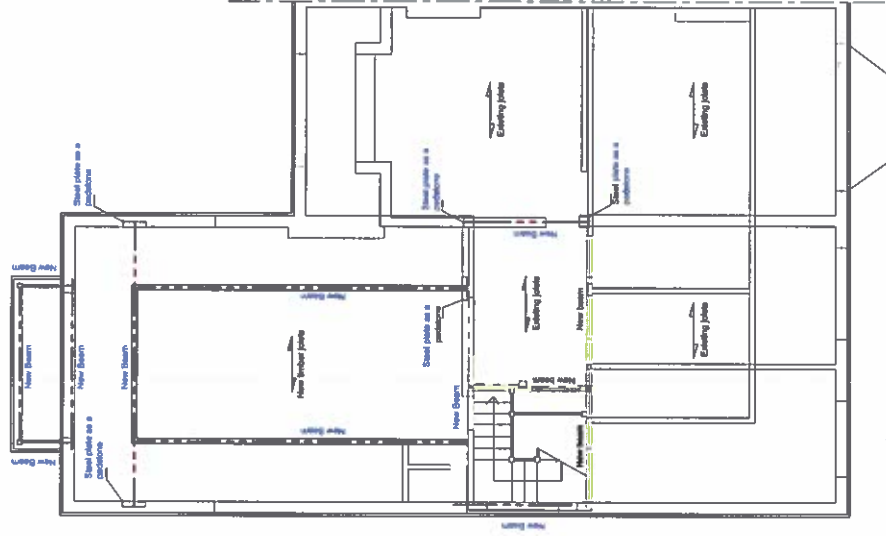 Steel plate as a
padstone
New Beam
New Beam
New Beam
New Beam
New Beam
Steel plate as a
padstone
New Beam
New timber joists
New Beam
Steel plate as a
padstone
Existing joists
Existing joists
Steel plate as a
padstone
New Beam
Steel plate as a
padstone
New Beam
New beam
Existing joists
New beam
New beam
Existing joists
New Beam